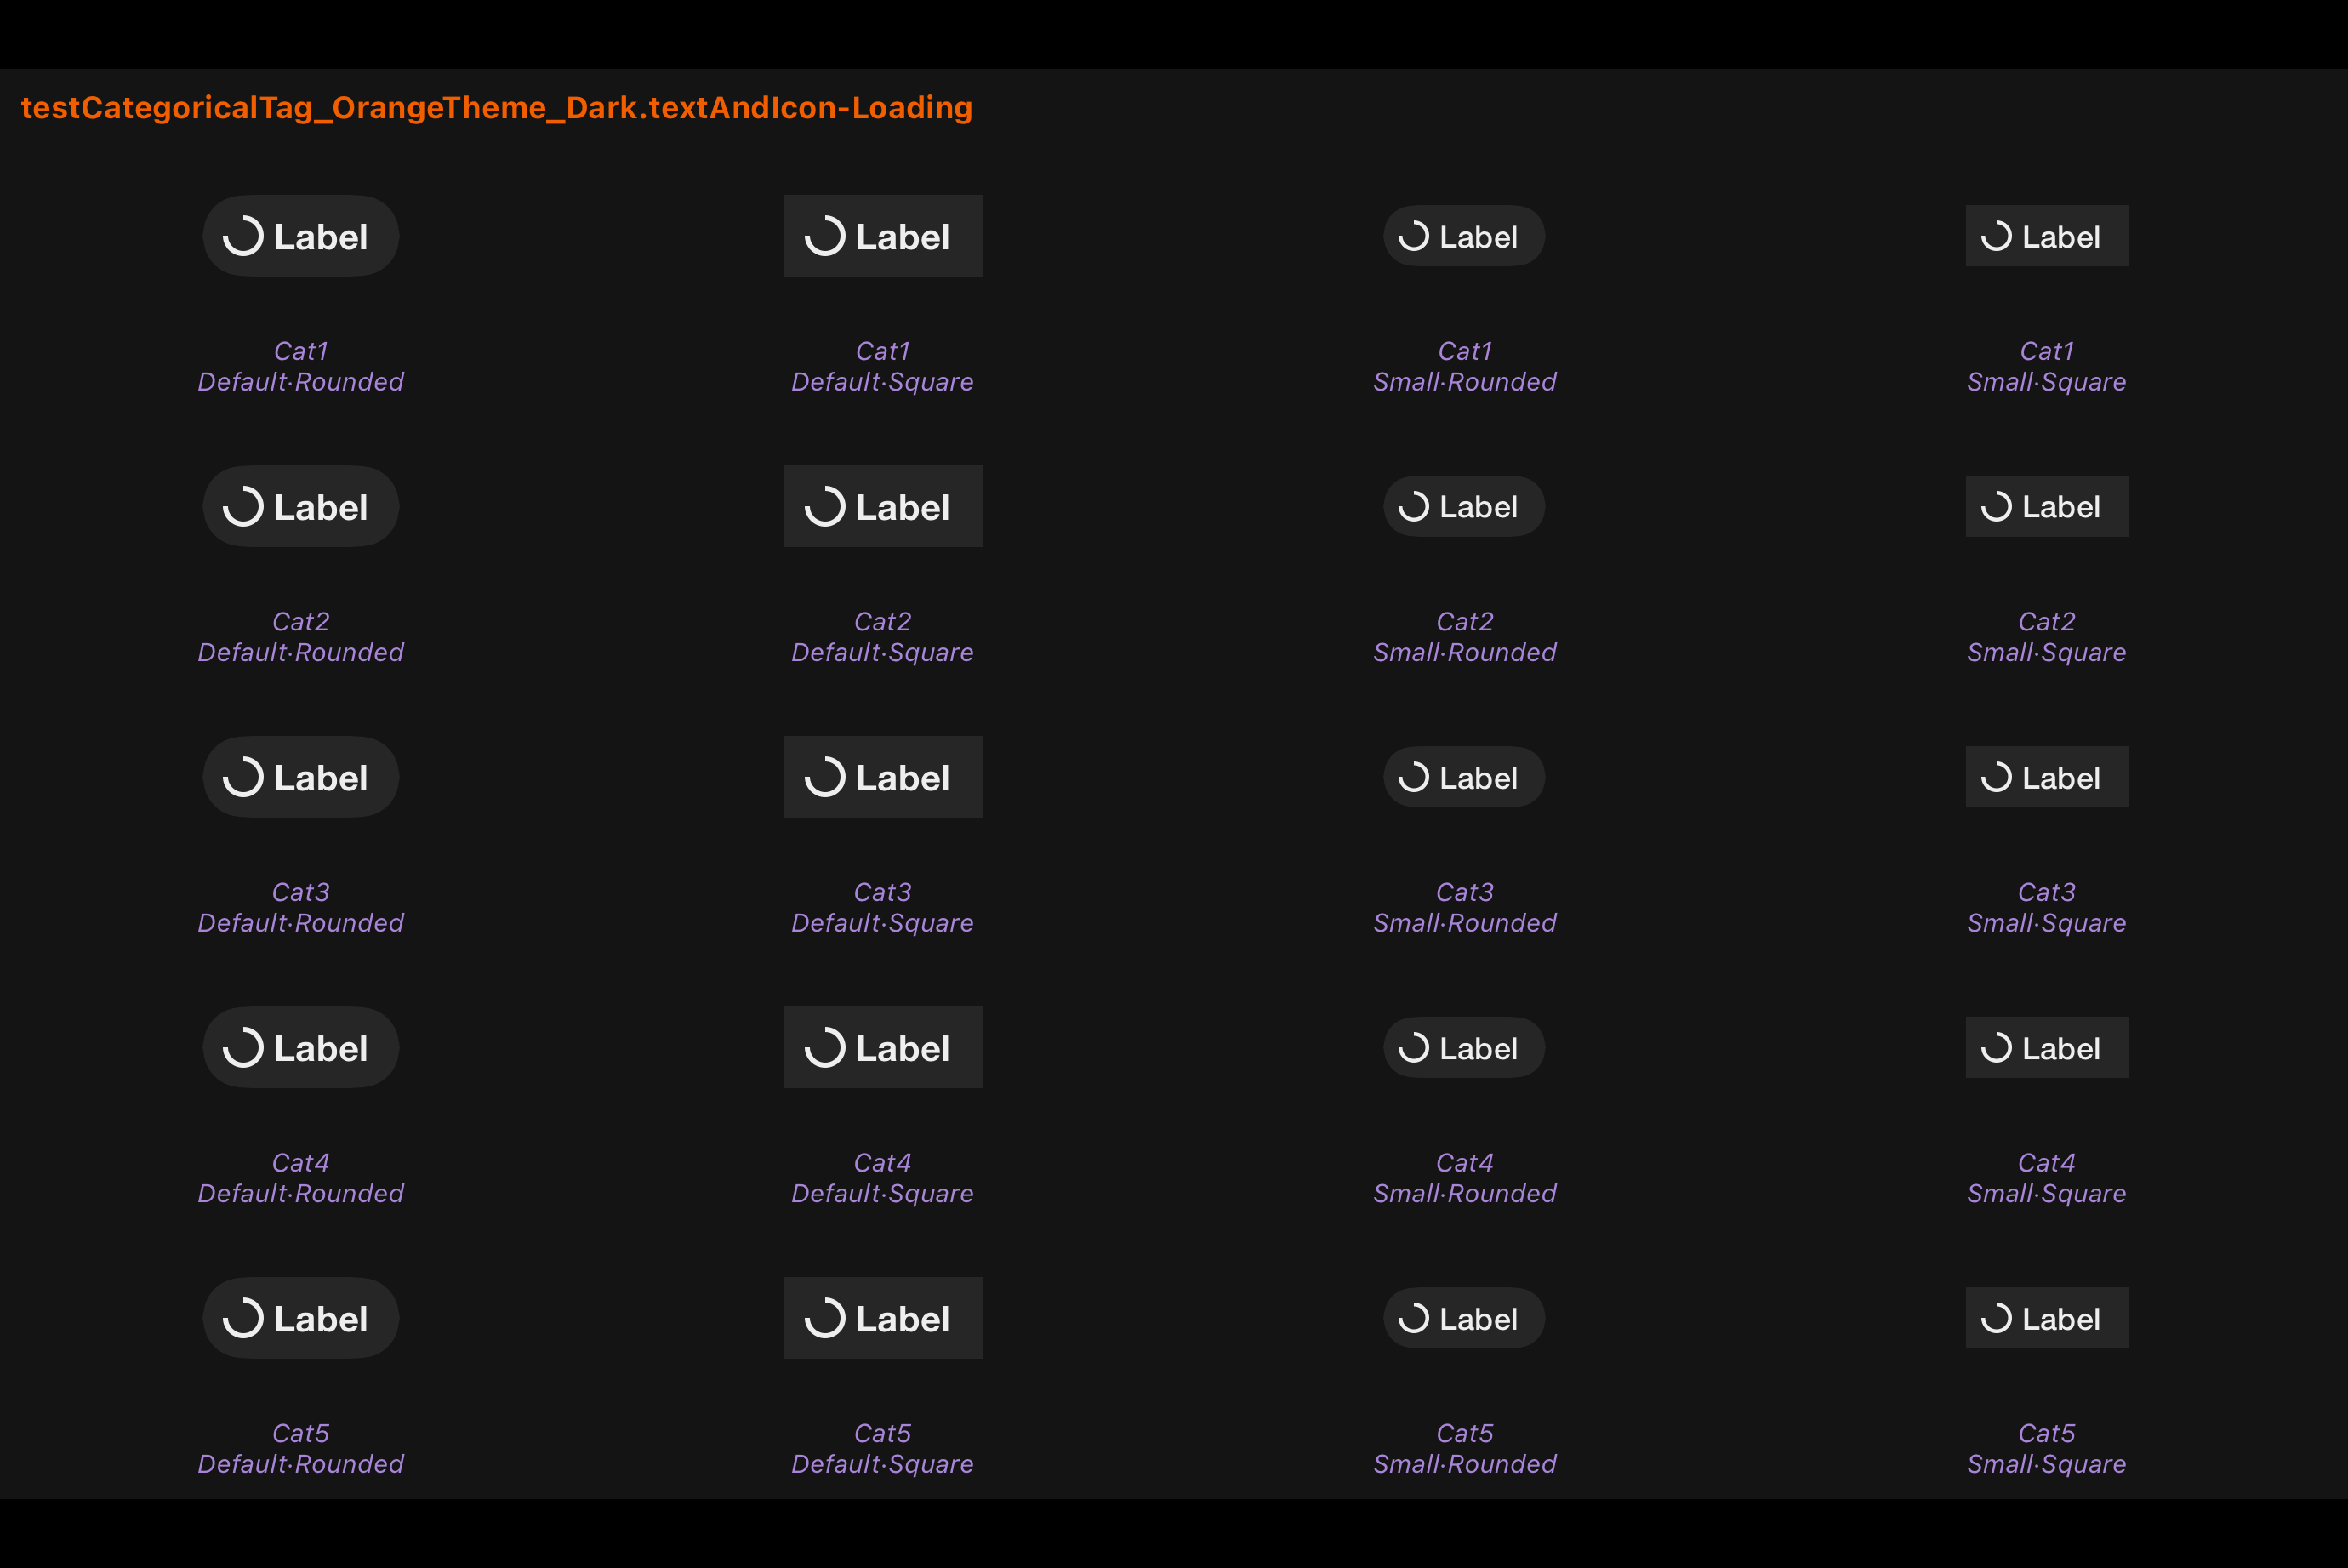 testCategoricalTag_OrangeTheme_Dark.textAndIcon-Loading
Label Label Label Label
Cat1 Cat1 Cat1 Cat1
Default·Rounded Default·Square Small·Rounded Small·Square
Label Label Label Label
Cat2 Cat2 Cat2 Cat2
Default·Rounded Default·Square Small·Rounded Small·Square
Label Label Label Label
Cat3 Cat3 Cat3 Cat3
Default·Rounded Default·Square Small·Rounded Small·Square
Label Label Label Label
Cat4 Cat4 Cat4 Cat4
Default·Rounded Default·Square Small·Rounded Small·Square
Label Label Label Label
Cat5 Cat5 Cat5 Cat5
Default·Rounded Default·Square Small·Rounded Small·Square